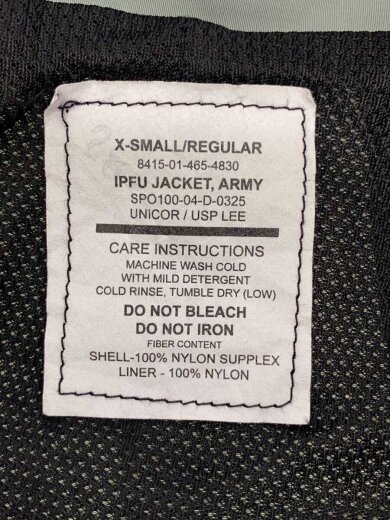 X-SMALL/REGULAR
8415-01-465-4830
IPFU JACKET, ARMY
SPO100-04-D-0325
UNICOR / USP LEE
CARE INSTRUCTIONS
MACHINE WASH COLD
WITH MILD DETERGENT
COLD RINSE, TUMBLE DRY (LOW)
DO NOT BLEACH
DO NOT IRON
FIBER CONTENT
SHELL-100% NYLON SUPPLEX
LINER - 100% NYLON